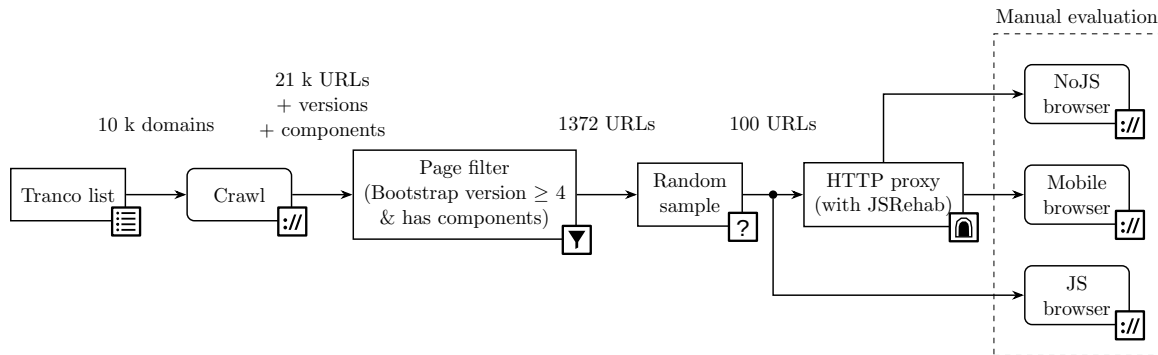 Manual evaluation
21 k URLs
+ versions
+ components
10 k domains
1372 URLs
100 URLs
NoJS
browser
://
Tranco list
Crawl
://
Page filter
(Bootstrap version ≥ 4
& has components)
Random
sample
?
HTTP proxy
(with JSRehab)
Mobile
browser
://
JS
browser
://